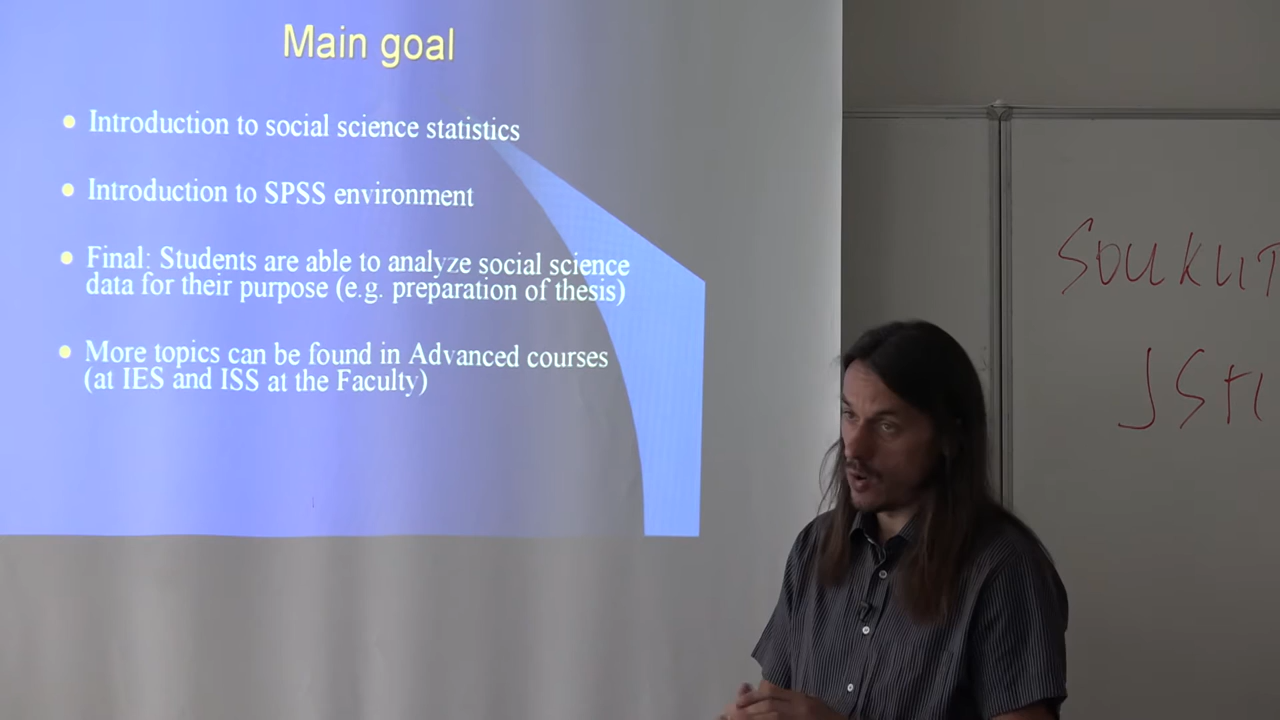 Main goal
Introduction to social science statistics
Introduction to SPSS environment
Final: Students are able to analyze social science
data for their purpose (e.g. preparation of thesis)
More topics can be found in Advanced courses
(at IES and ISS at the Faculty)